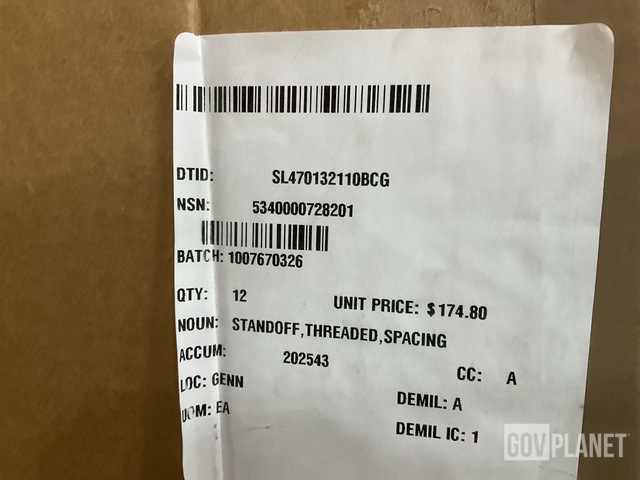 DTID: SL470132110BCG
NSN: 5340000728201
BATCH: 1007670326
QTY: 12 UNIT PRICE: $174.80
NOUN: STANDOFF,THREADED,SPACING
ACCUM: 202543 CC: A
LOC: GENN DEMIL: A
UOM: EA DEMIL IC: 1
GOVPLANET